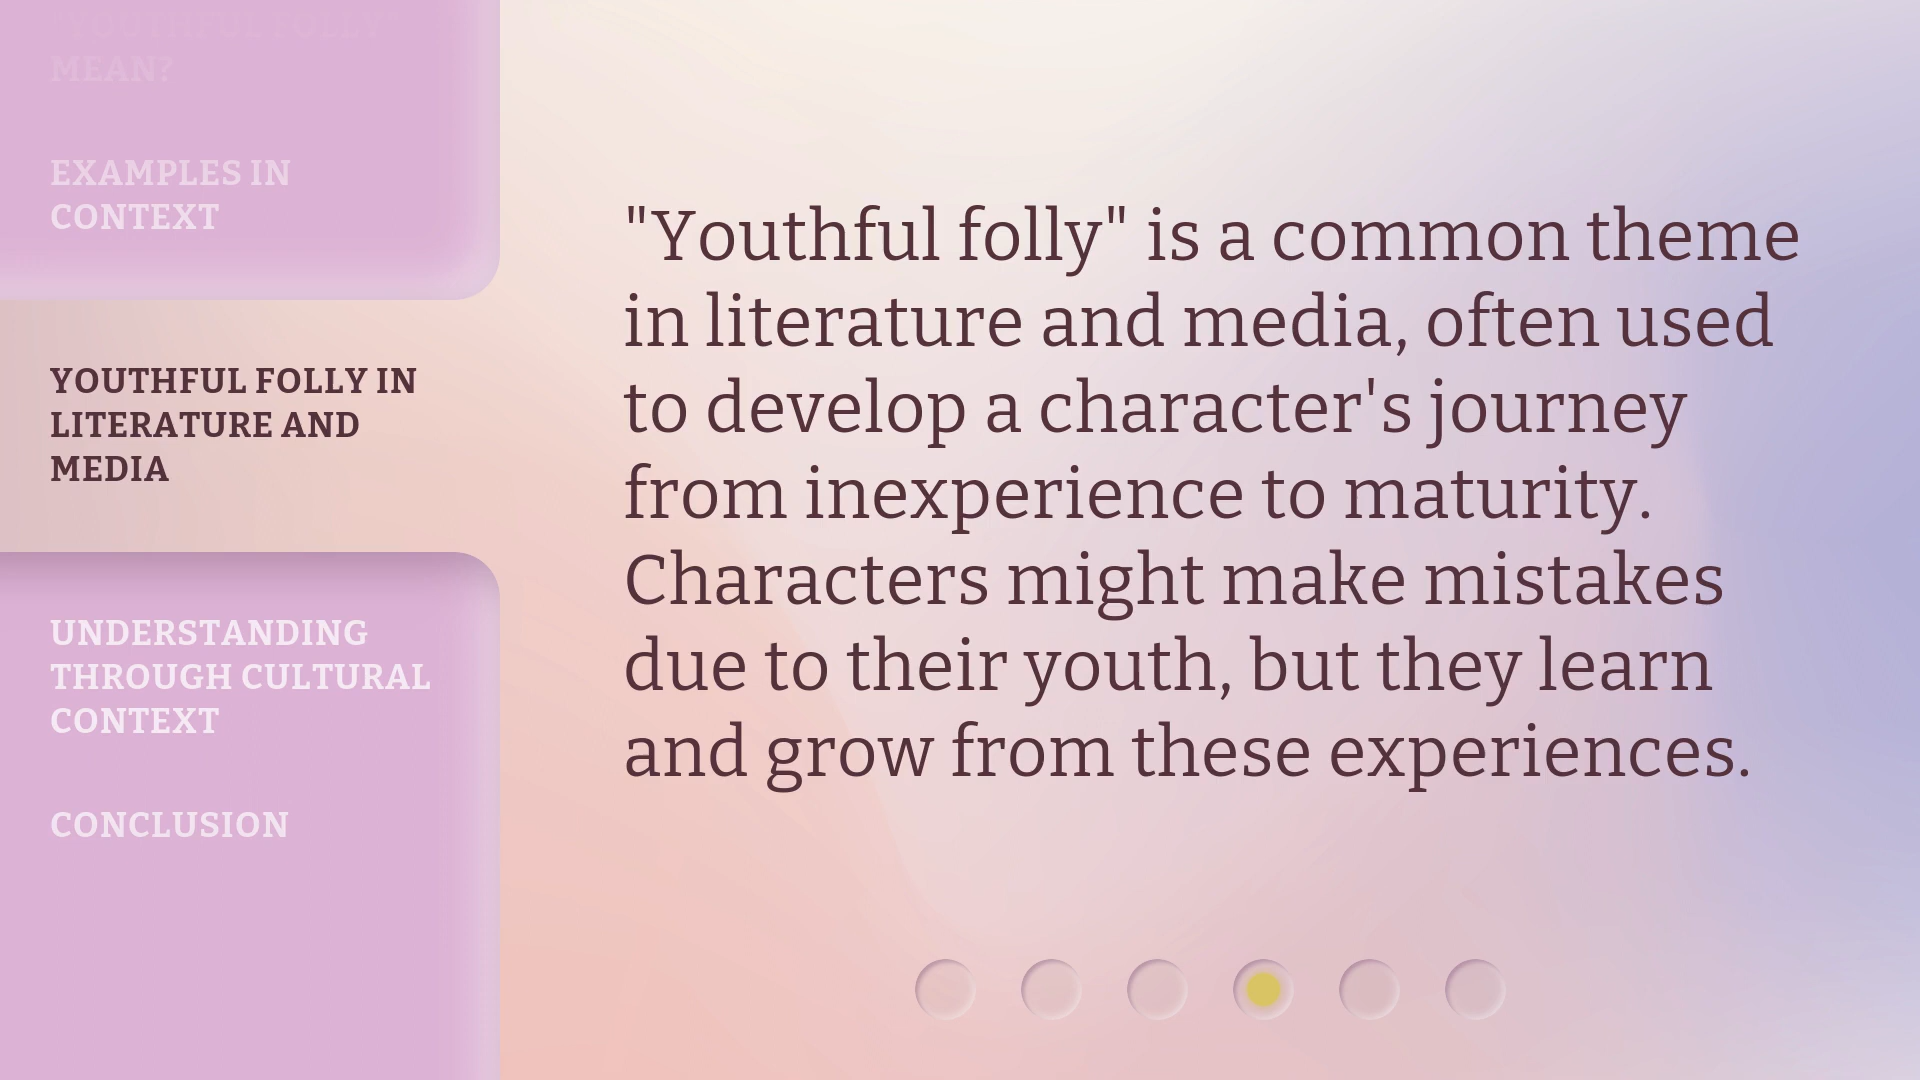 YOUTHFUL FOLLY
MEAN?
EXAMPLES IN
CONTEXT
YOUTHFUL FOLLY IN
LITERATURE AND
MEDIA
UNDERSTANDING
THROUGH CULTURAL
CONTEXT
CONCLUSION
"Youthful folly" is a common theme
in literature and media, often used
to develop a character's journey
from inexperience to maturity.
Characters might make mistakes
due to their youth, but they learn
and grow from these experiences.